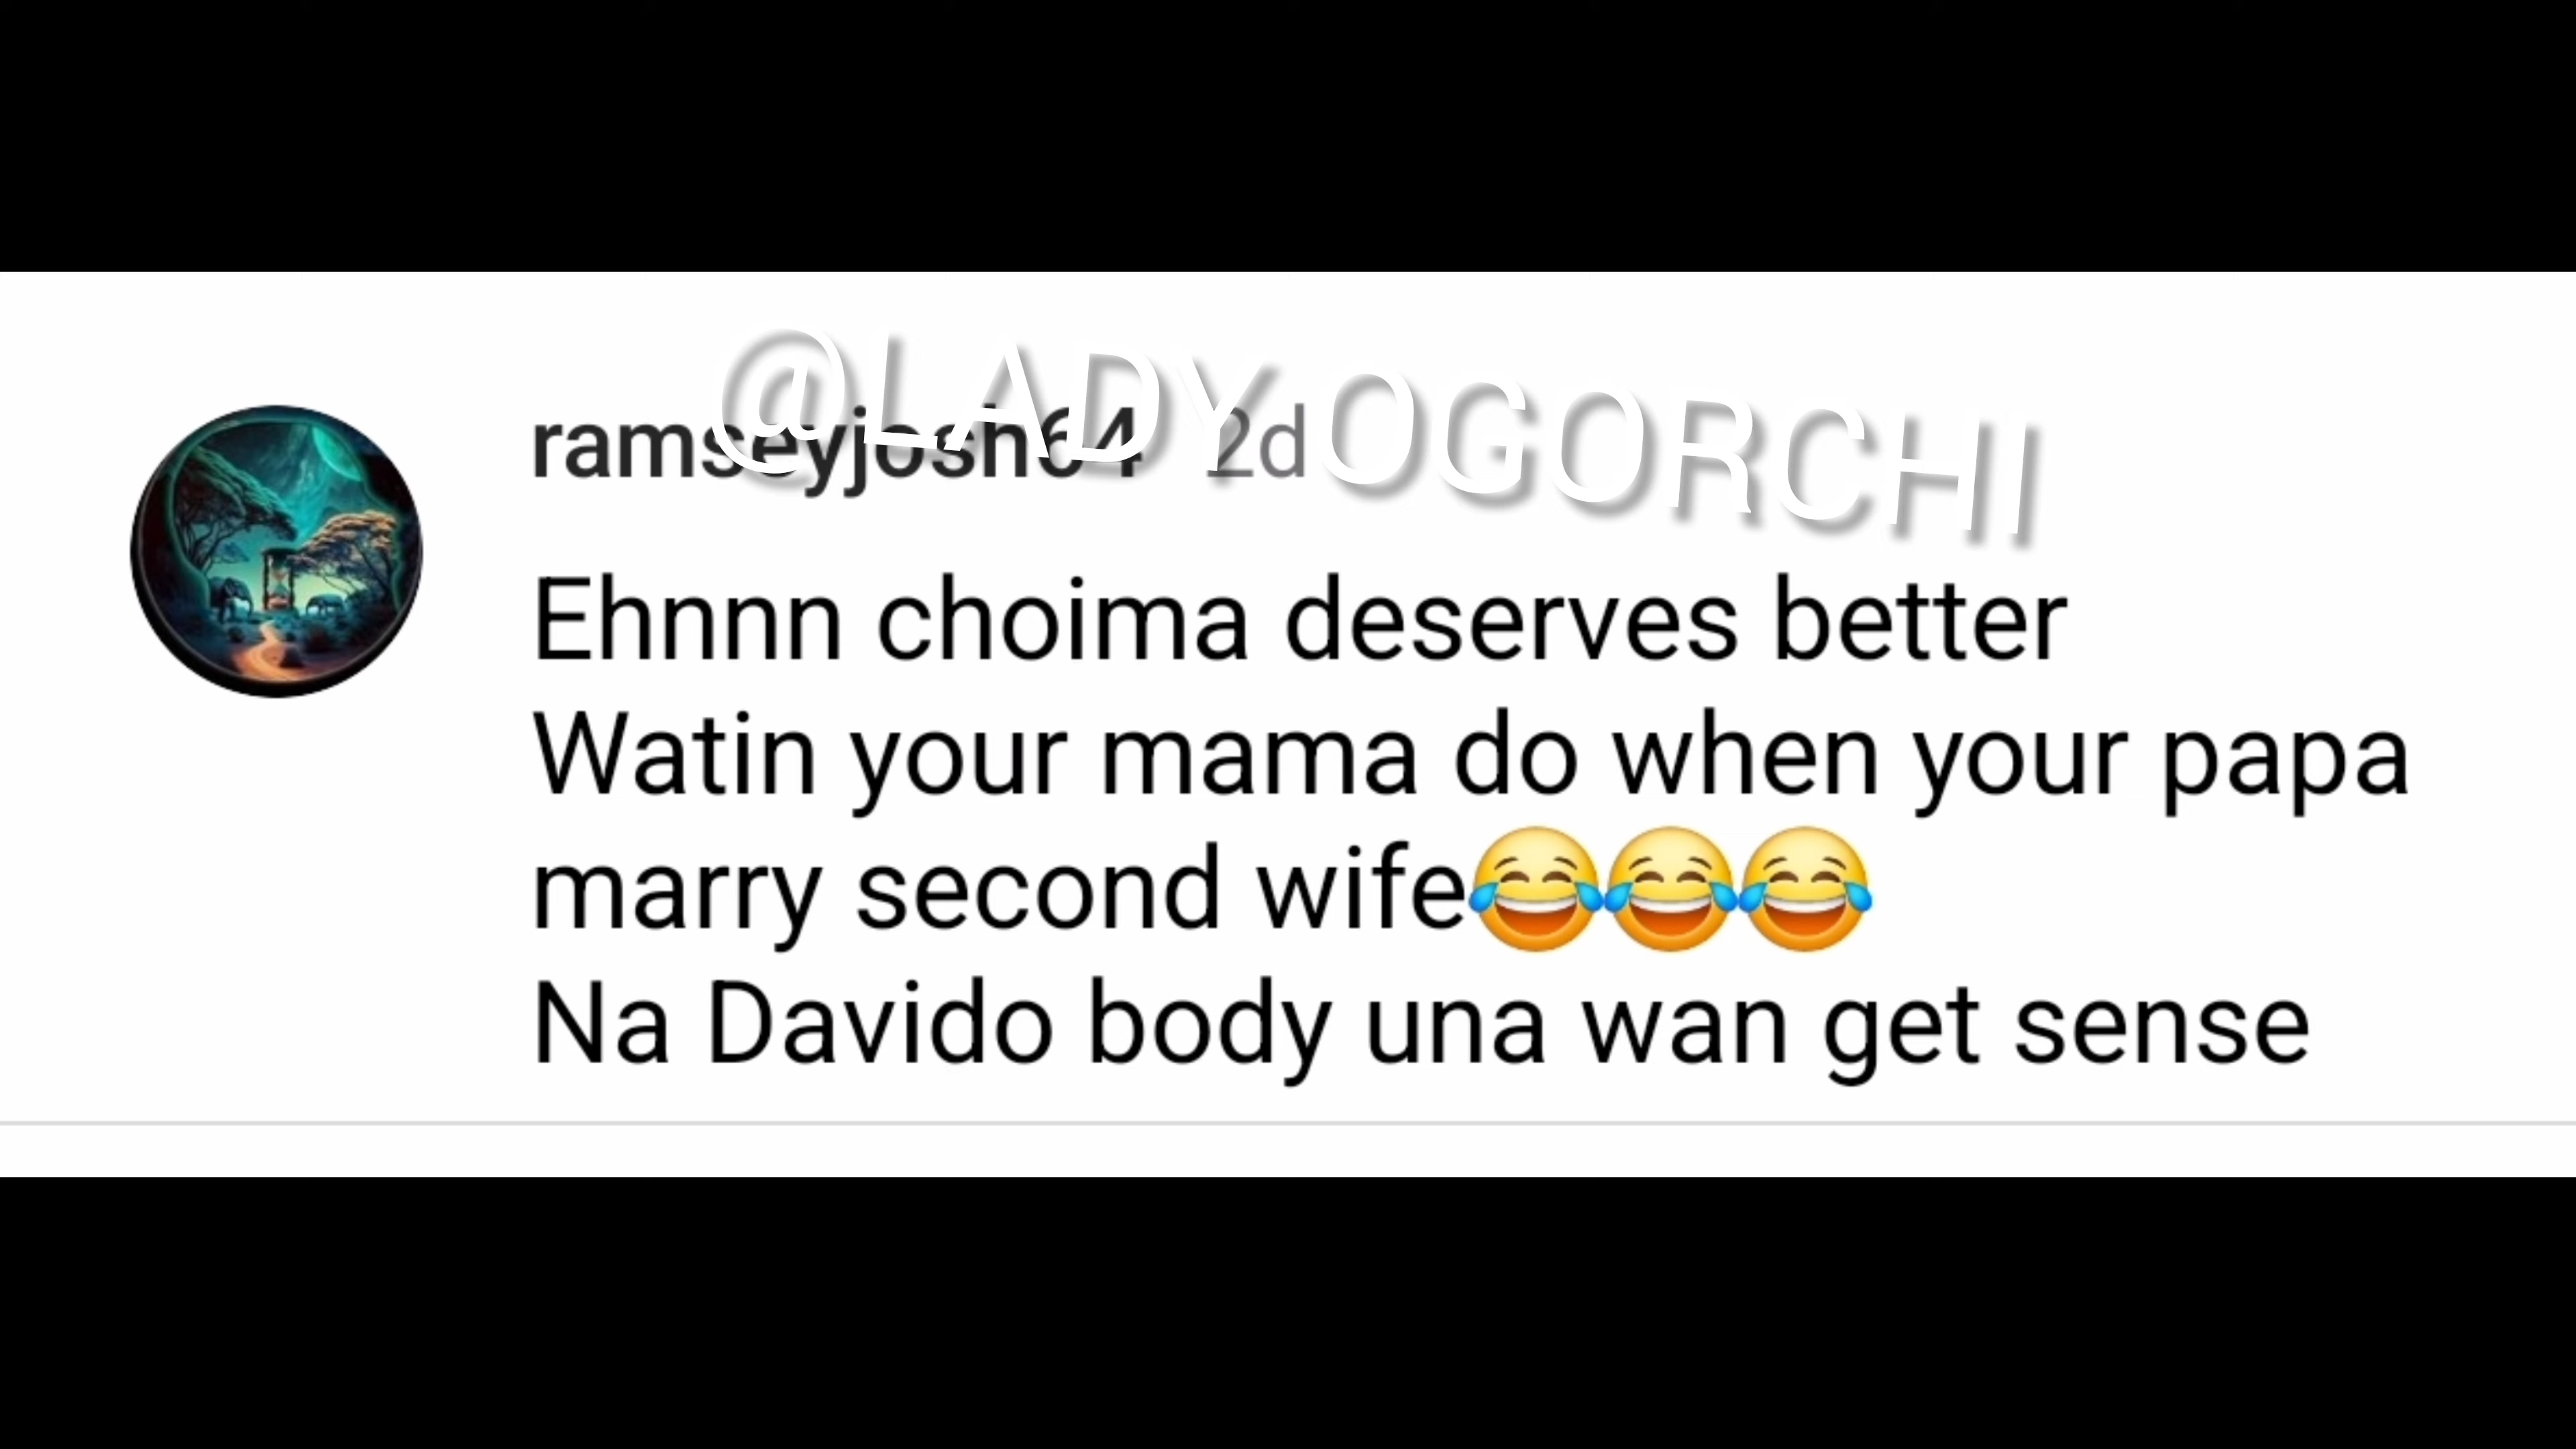 @LADY OGORCHI
ramseyjosh64 2d
Ehnnn choima deserves better
Watin your mama do when your papa
marry second wife😂😂😂
Na Davido body una wan get sense